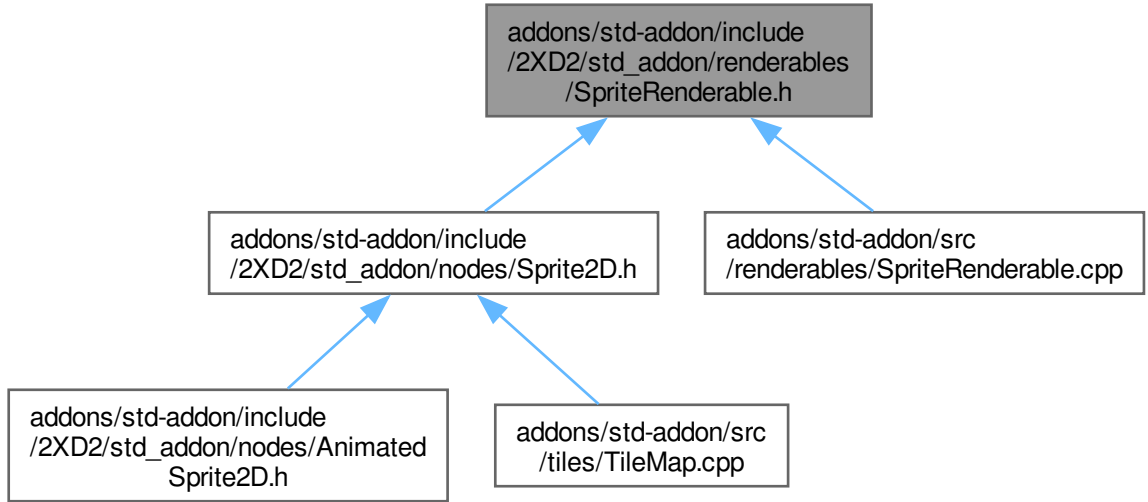 addons/std-addon/include
/2XD2/std_addon/renderables
/SpriteRenderable.h
addons/std-addon/include
/2XD2/std_addon/nodes/Sprite2D.h
addons/std-addon/src
/renderables/SpriteRenderable.cpp
addons/std-addon/include
/2XD2/std_addon/nodes/Animated
Sprite2D.h
addons/std-addon/src
/tiles/TileMap.cpp